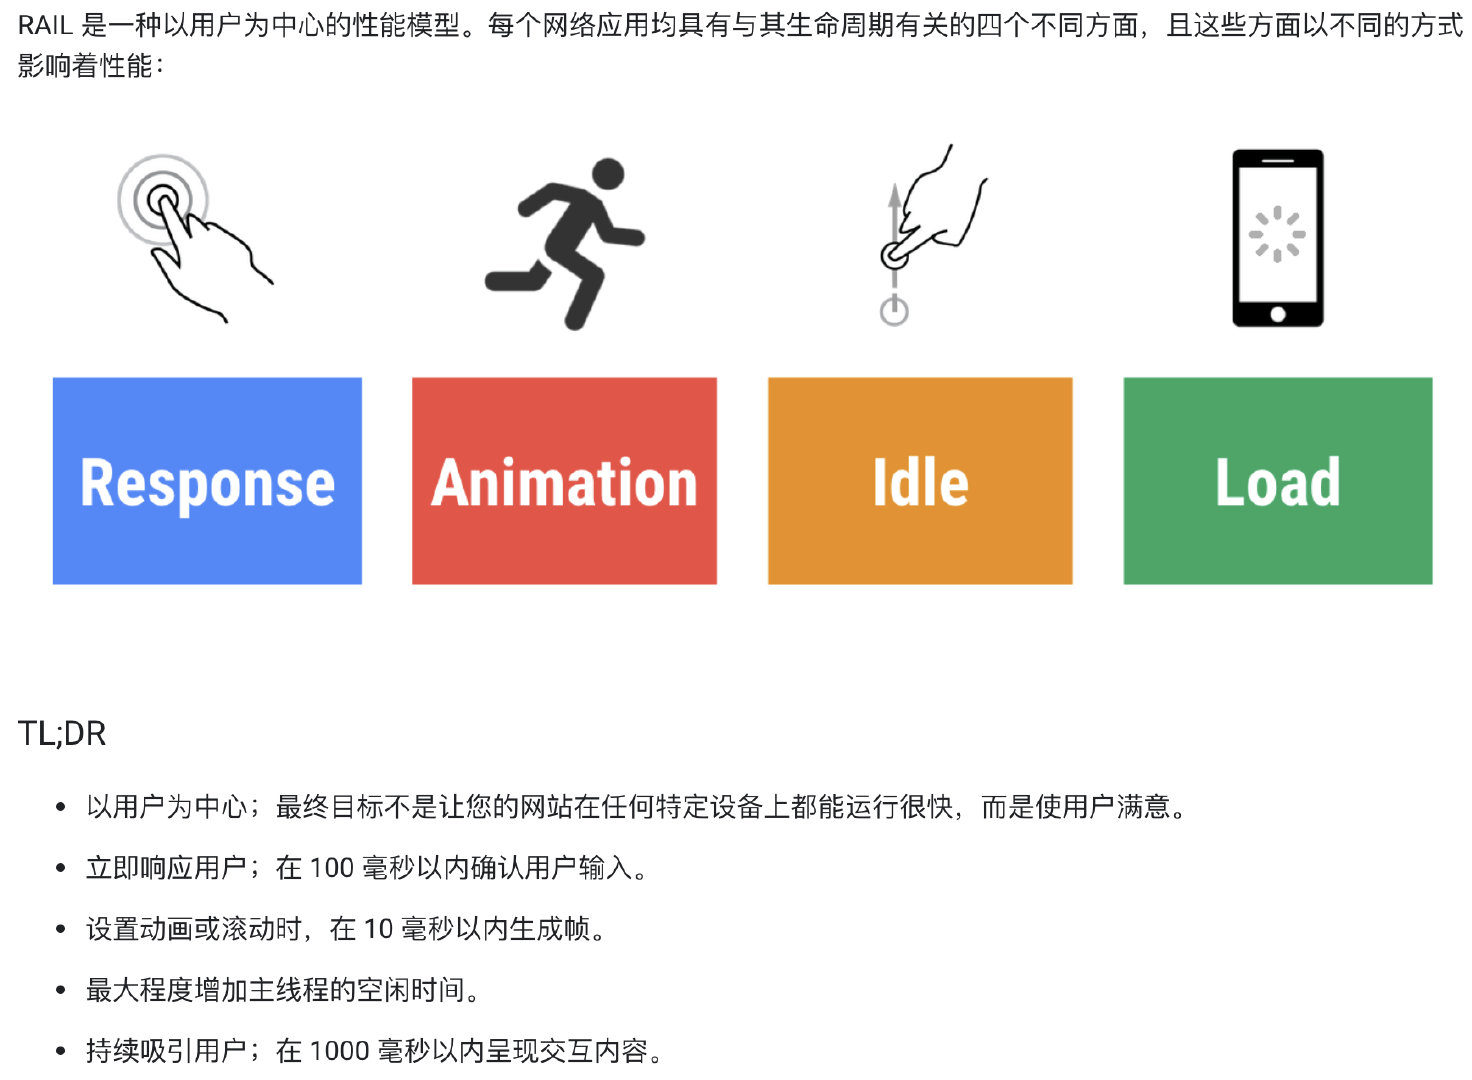 RAIL 是一种以用户为中心的性能模型。每个网络应用均具有与其生命周期有关的四个不同方面，且这些方面以不同的方式
影响着性能：
Response
Animation
Idle
Load
TL;DR
• 以用户为中心；最终目标不是让您的网站在任何特定设备上都能运行很快，而是使用户满意。
• 立即响应用户；在 100 毫秒以内确认用户输入。
• 设置动画或滚动时，在 10 毫秒以内生成帧。
• 最大程度增加主线程的空闲时间。
• 持续吸引用户；在 1000 毫秒以内呈现交互内容。